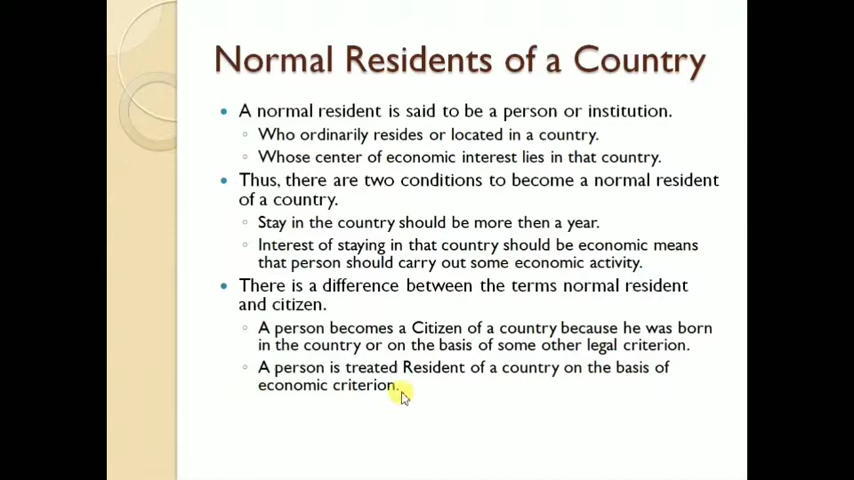 Normal Residents of a Country
A normal resident is said to be a person or institution.
Who ordinarily resides or located in a country.
Whose center of economic interest lies in that country.
Thus, there are two conditions to become a normal resident
of a country.
Stay in the country should be more then a year.
Interest of staying in that country should be economic means
that person should carry out some economic activity.
There is a difference between the terms normal resident
and citizen.
A person becomes a Citizen of a country because he was born
in the country or on the basis of some other legal criterion.
A person is treated Resident of a country on the basis of
economic criterion.